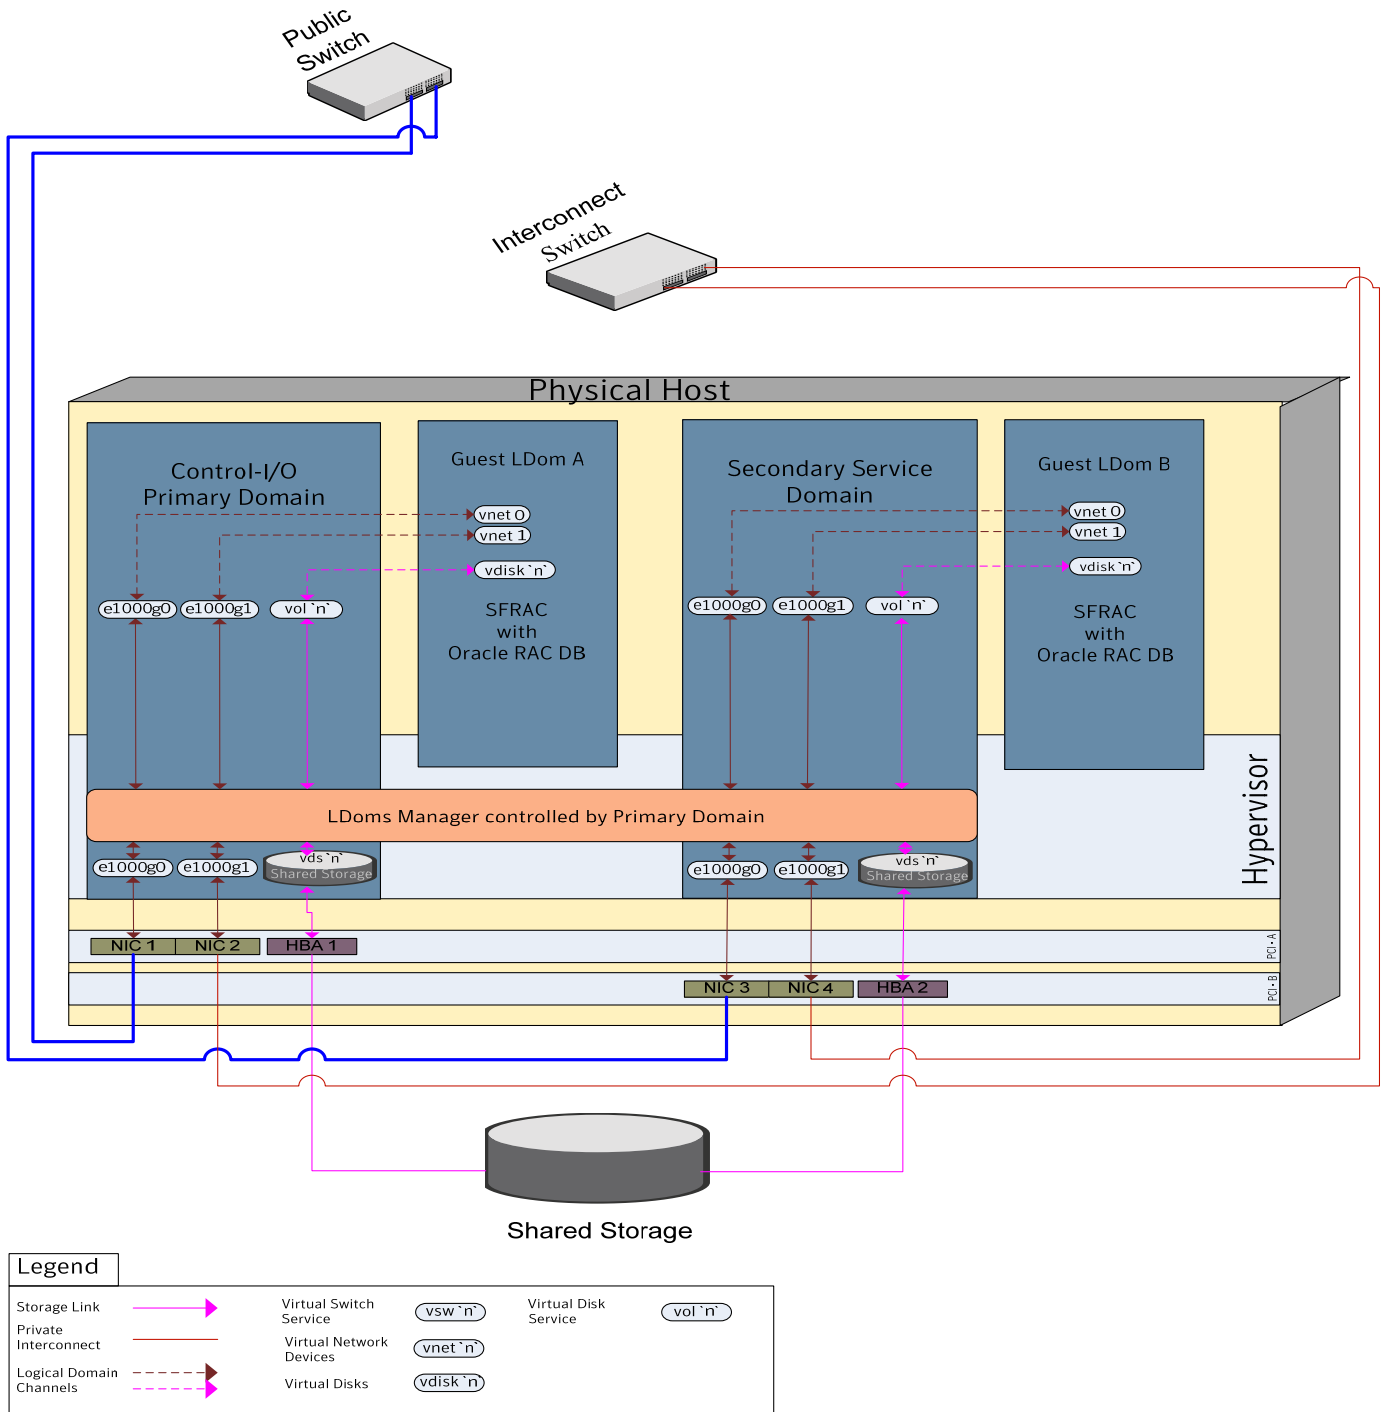 Public
Switch
Interconnect
Switch
Physical Host
Control-I/O
Primary Domain
Guest LDom A
vnet 0
vnet 1
vdisk `n`
SFRAC
with
Oracle RAC DB
e1000g0
e1000g1
vol `n`
Secondary Service
Domain
Guest LDom B
vnet 0
vnet 1
vdisk `n`
SFRAC
with
Oracle RAC DB
e1000g0
e1000g1
vol `n`
Hypervisor
LDoms Manager controlled by Primary Domain
e1000g0
e1000g1
vds `n`
Shared Storage
e1000g0
e1000g1
vds `n`
Shared Storage
NIC 1
NIC 2
HBA 1
PCI - A
NIC 3
NIC 4
HBA 2
PCI - B
Shared Storage
Legend
Storage Link
Private
Interconnect
Logical Domain
Channels
Virtual Switch
Service
vsw `n`
Virtual Network
Devices
vnet `n`
Virtual Disks
vdisk `n`
Virtual Disk
Service
vol `n`